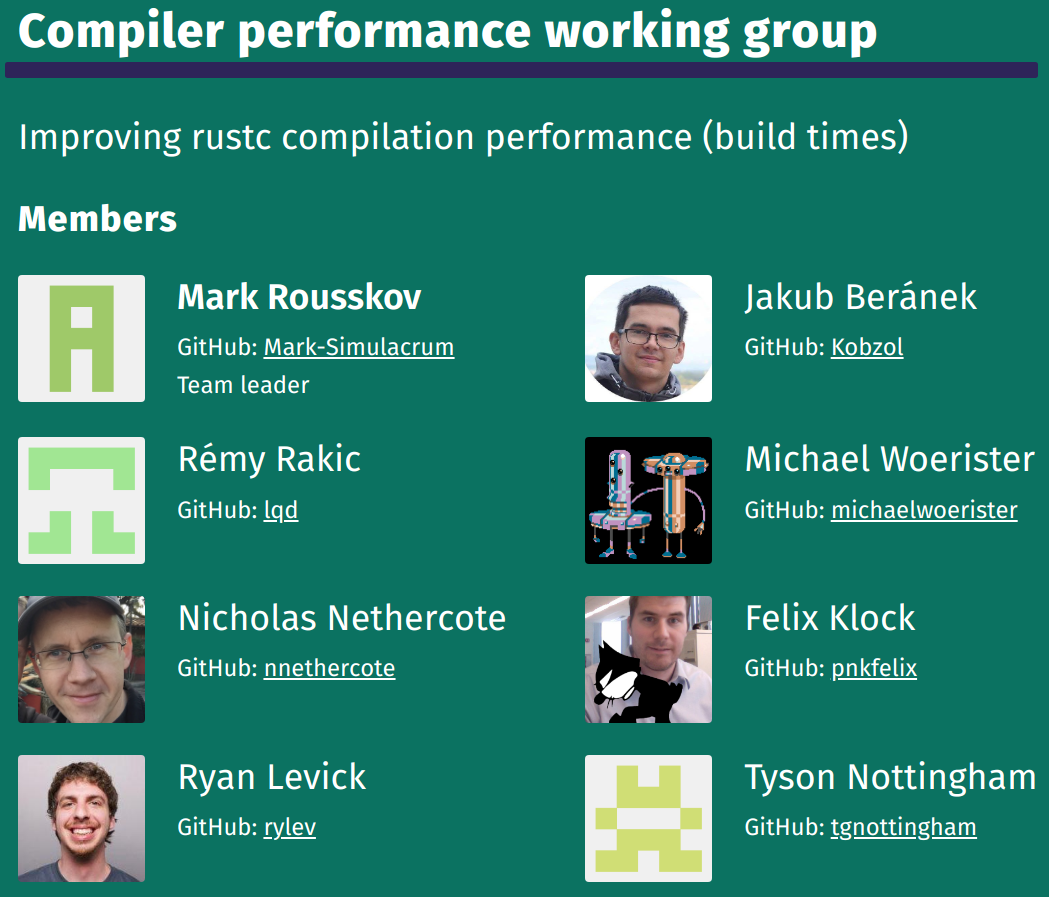 Compiler performance working group
Improving rustc compilation performance (build times)
Members
Mark Rousskov
GitHub: Mark-Simulacrum
Team leader
Jakub Beránek
GitHub: Kobzol
Rémy Rakic
GitHub: lqd
Michael Woerister
GitHub: michaelwoerister
Nicholas Nethercote
GitHub: nnethercote
Felix Klock
GitHub: pnkfelix
Ryan Levick
GitHub: rylev
Tyson Nottingham
GitHub: tgnottingham